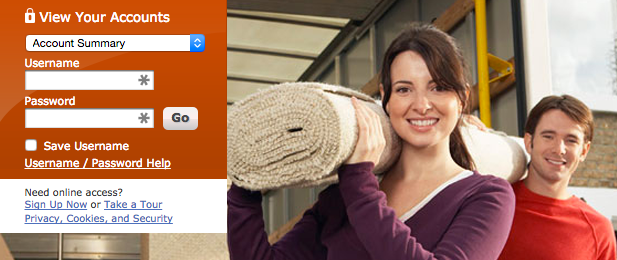 View Your Accounts
Account Summary
Username
Password
Go
Save Username
Username / Password Help
Need online access?
Sign Up Now or Take a Tour
Privacy, Cookies, and Security